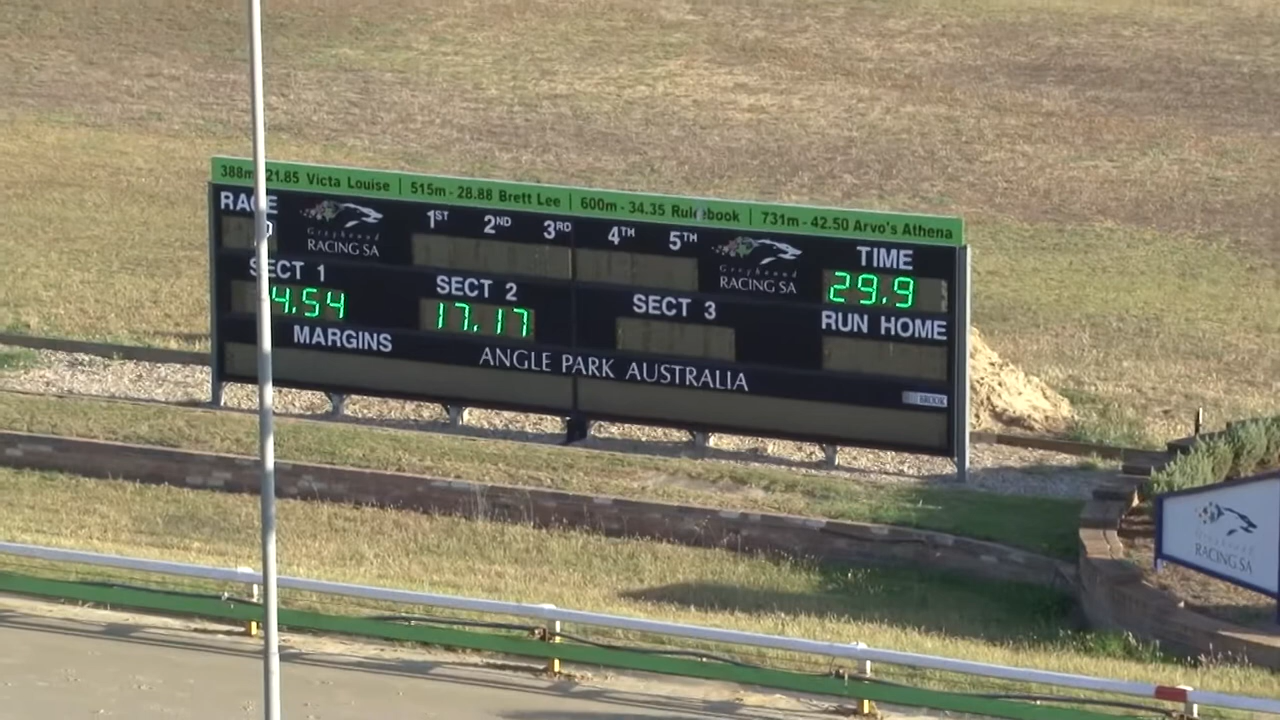 388m 21.85 Victa Louise | 515m - 28.88 Brett Lee | 600m - 34.35 Rulebook | 731m - 42.50 Arvo's Athena
RACE
Greyhound
RACING SA
1ST 2ND 3RD 4TH 5TH
Greyhound
RACING SA
TIME
29.9
SECT 1
4.54
SECT 2
17.17
SECT 3
RUN HOME
MARGINS
ANGLE PARK AUSTRALIA
Greyhound
RACING SA